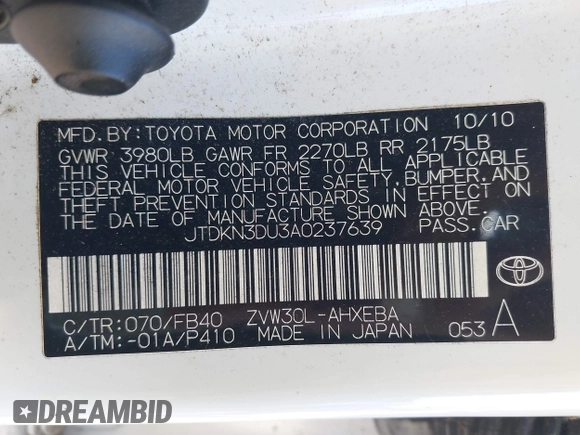 MFD. BY: TOYOTA MOTOR CORPORATION 10/10
GVWR 3980LB GAWR FR 2270LB RR 2175LB
THIS VEHICLE CONFORMS TO ALL APPLICABLE
FEDERAL MOTOR VEHICLE SAFETY, BUMPER, AND
THEFT PREVENTION STANDARDS IN EFFECT ON
THE DATE OF MANUFACTURE SHOWN ABOVE.
JTDKN3DU3A0237639 PASS. CAR
C/TR: 070/FB40 ZVW30L-AHXEBA
A/TM: -01A/P410 MADE IN JAPAN 053 A
DREAMBID